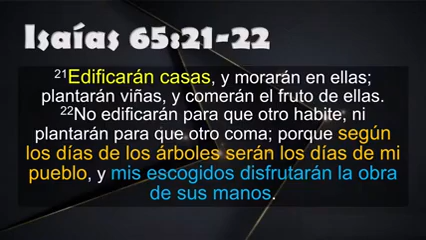 Isaías 65:21-22
²¹Edificarán casas, y morarán en ellas;
plantarán viñas, y comerán el fruto de ellas.
²²No edificarán para que otro habite, ni
plantarán para que otro coma; porque según
los días de los árboles serán los días de mi
pueblo, y mis escogidos disfrutarán la obra
de sus manos.